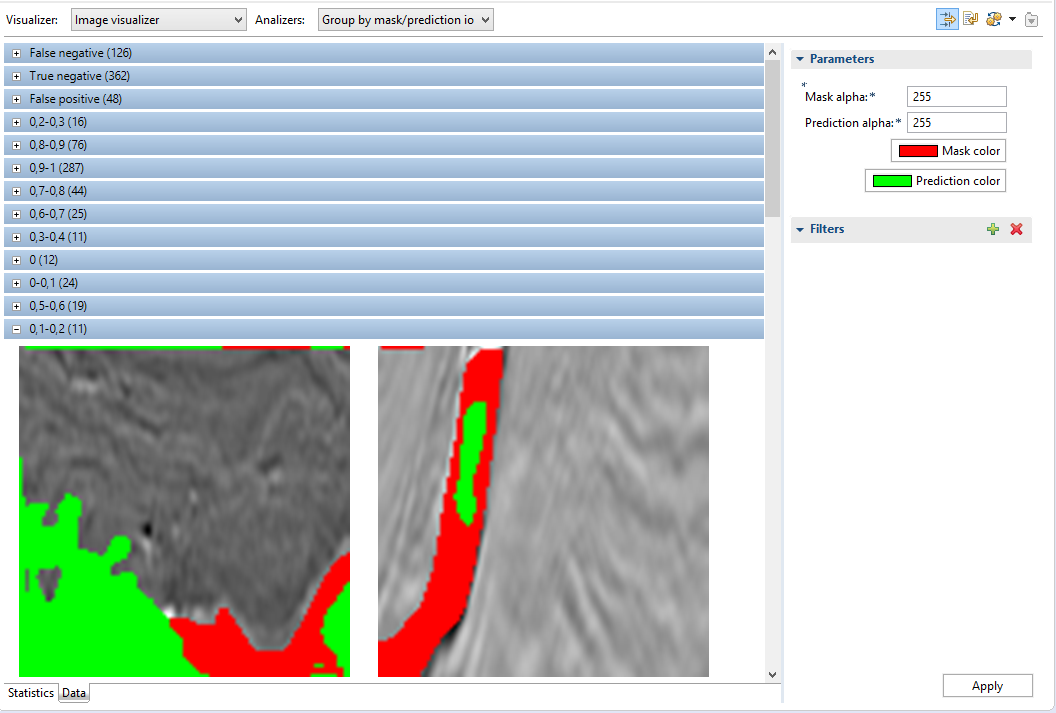 Visualizer: Image visualizer Analizers: Group by mask/prediction io
False negative (126)
True negative (362)
False positive (48)
0,2-0,3 (16)
0,8-0,9 (76)
0,9-1 (287)
0,7-0,8 (44)
0,6-0,7 (25)
0,3-0,4 (11)
0 (12)
0-0,1 (24)
0,5-0,6 (19)
0,1-0,2 (11)
Statistics Data
Parameters
Mask alpha:* 255
Prediction alpha:* 255
Mask color
Prediction color
Filters
Apply